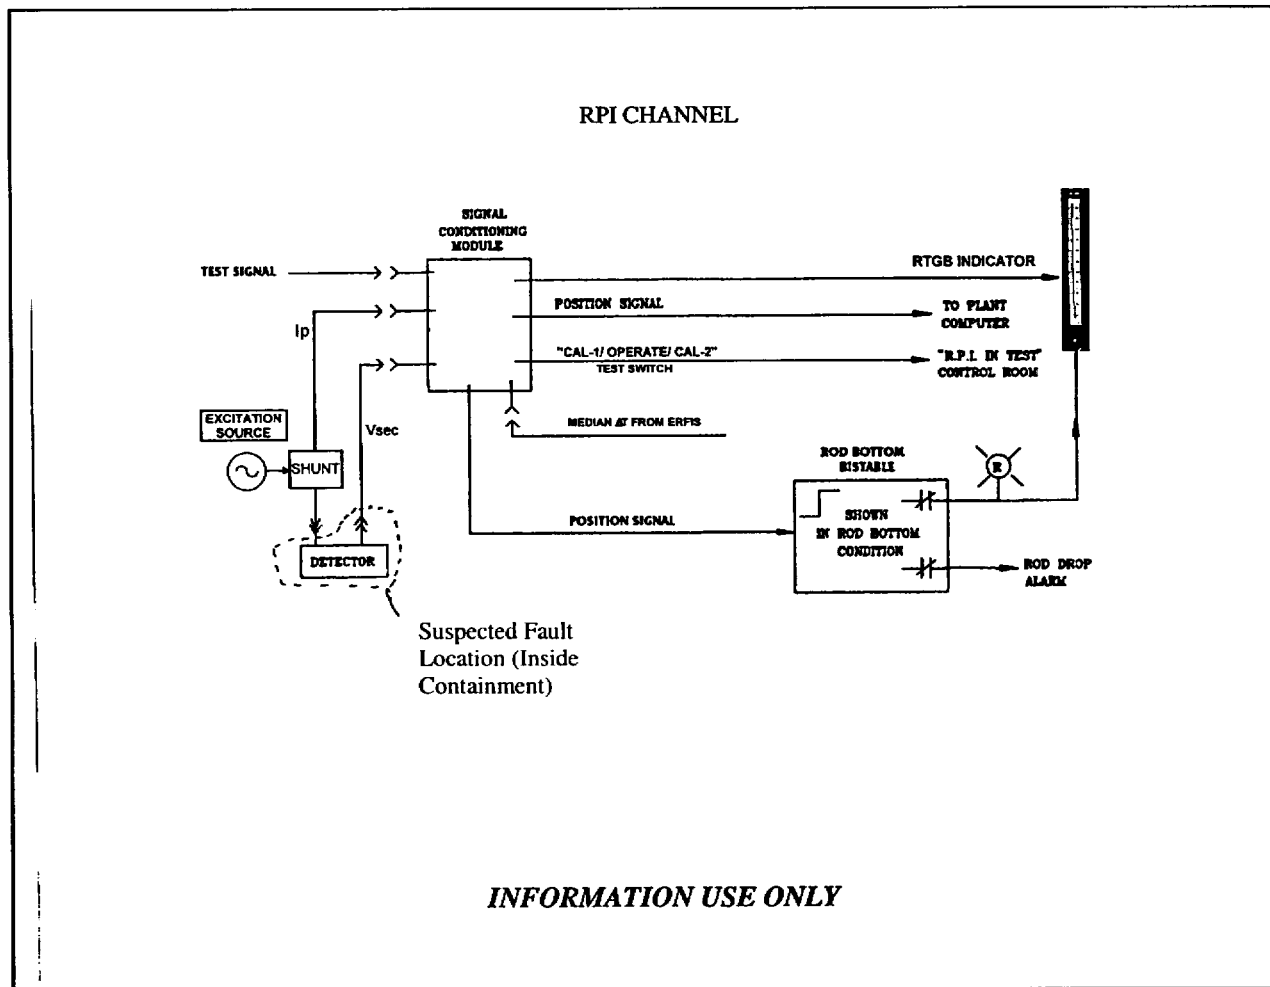 RPI CHANNEL
SIGNAL
CONDITIONING
MODULE
TEST SIGNAL
RTGB INDICATOR
POSITION SIGNAL
TO PLANT
COMPUTER
Ip
"CAL-1/ OPERATE/ CAL-2"
TEST SWITCH
"R.P.I. IN TEST"
CONTROL ROOM
EXCITATION
SOURCE
Vsec
MEDIAN ΔT FROM ERFIS
SHUNT
ROD BOTTOM
BISTABLE
R
POSITION SIGNAL
SHOWN
IN ROD BOTTOM
CONDITION
DETECTOR
ROD DROP
ALARM
Suspected Fault
Location (Inside
Containment)
INFORMATION USE ONLY